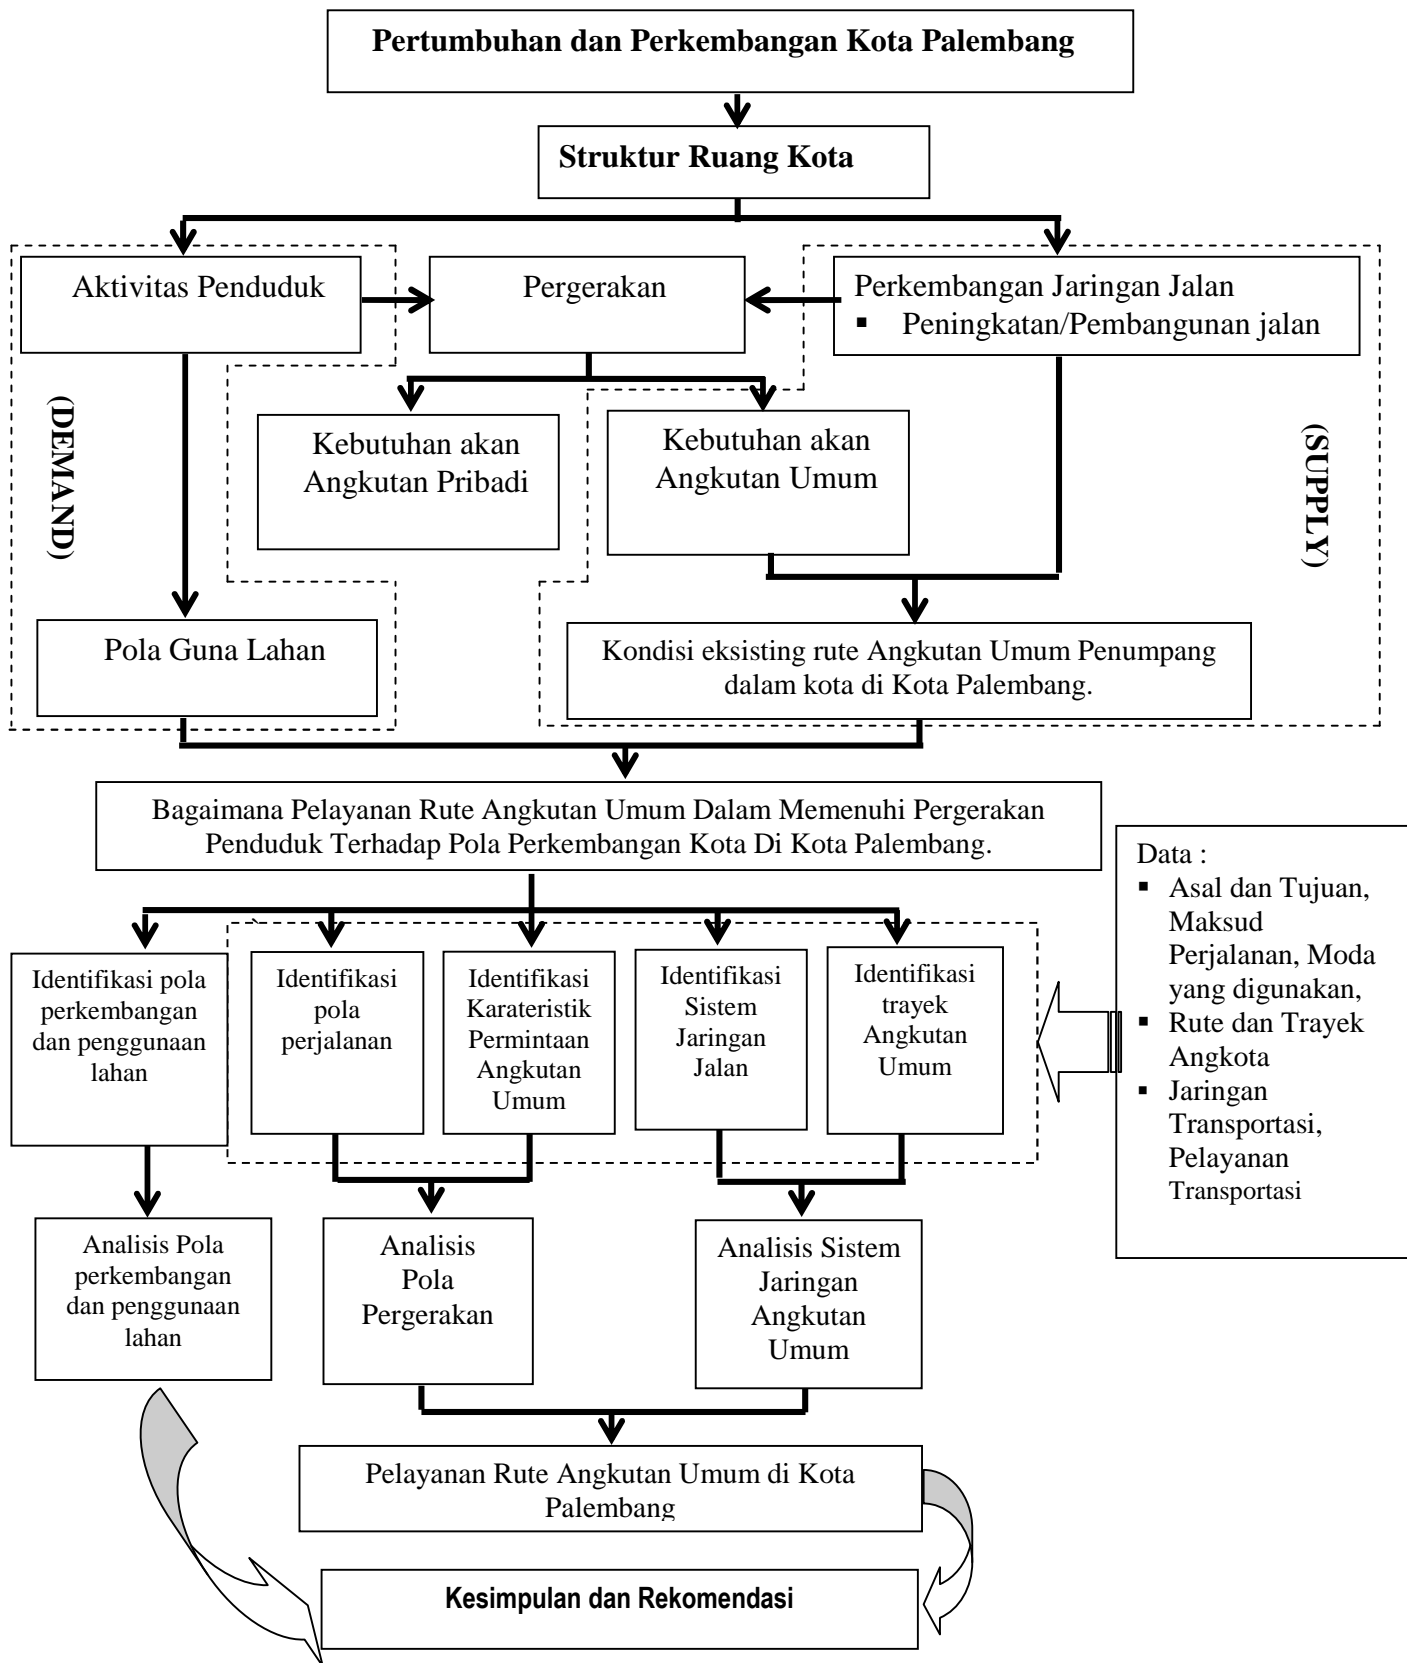 Pertumbuhan dan Perkembangan Kota Palembang
Struktur Ruang Kota
Aktivitas Penduduk
Pergerakan
Perkembangan Jaringan Jalan
▪ Peningkatan/Pembangunan jalan
(DEMAND)
Kebutuhan akan
Angkutan Pribadi
Kebutuhan akan
Angkutan Umum
(SUPPLY)
Pola Guna Lahan
Kondisi eksisting rute Angkutan Umum Penumpang
dalam kota di Kota Palembang.
Bagaimana Pelayanan Rute Angkutan Umum Dalam Memenuhi Pergerakan
Penduduk Terhadap Pola Perkembangan Kota Di Kota Palembang.
Data :
▪ Asal dan Tujuan,
Maksud
Perjalanan, Moda
yang digunakan,
▪ Rute dan Trayek
Angkota
▪ Jaringan
Transportasi,
Pelayanan
Transportasi
Identifikasi pola
perkembangan
dan penggunaan
lahan
Identifikasi
pola
perjalanan
Identifikasi
Karateristik
Permintaan
Angkutan
Umum
Identifikasi
Sistem
Jaringan
Jalan
Identifikasi
trayek
Angkutan
Umum
Analisis Pola
perkembangan
dan penggunaan
lahan
Analisis
Pola
Pergerakan
Analisis Sistem
Jaringan
Angkutan
Umum
Pelayanan Rute Angkutan Umum di Kota
Palembang
Kesimpulan dan Rekomendasi